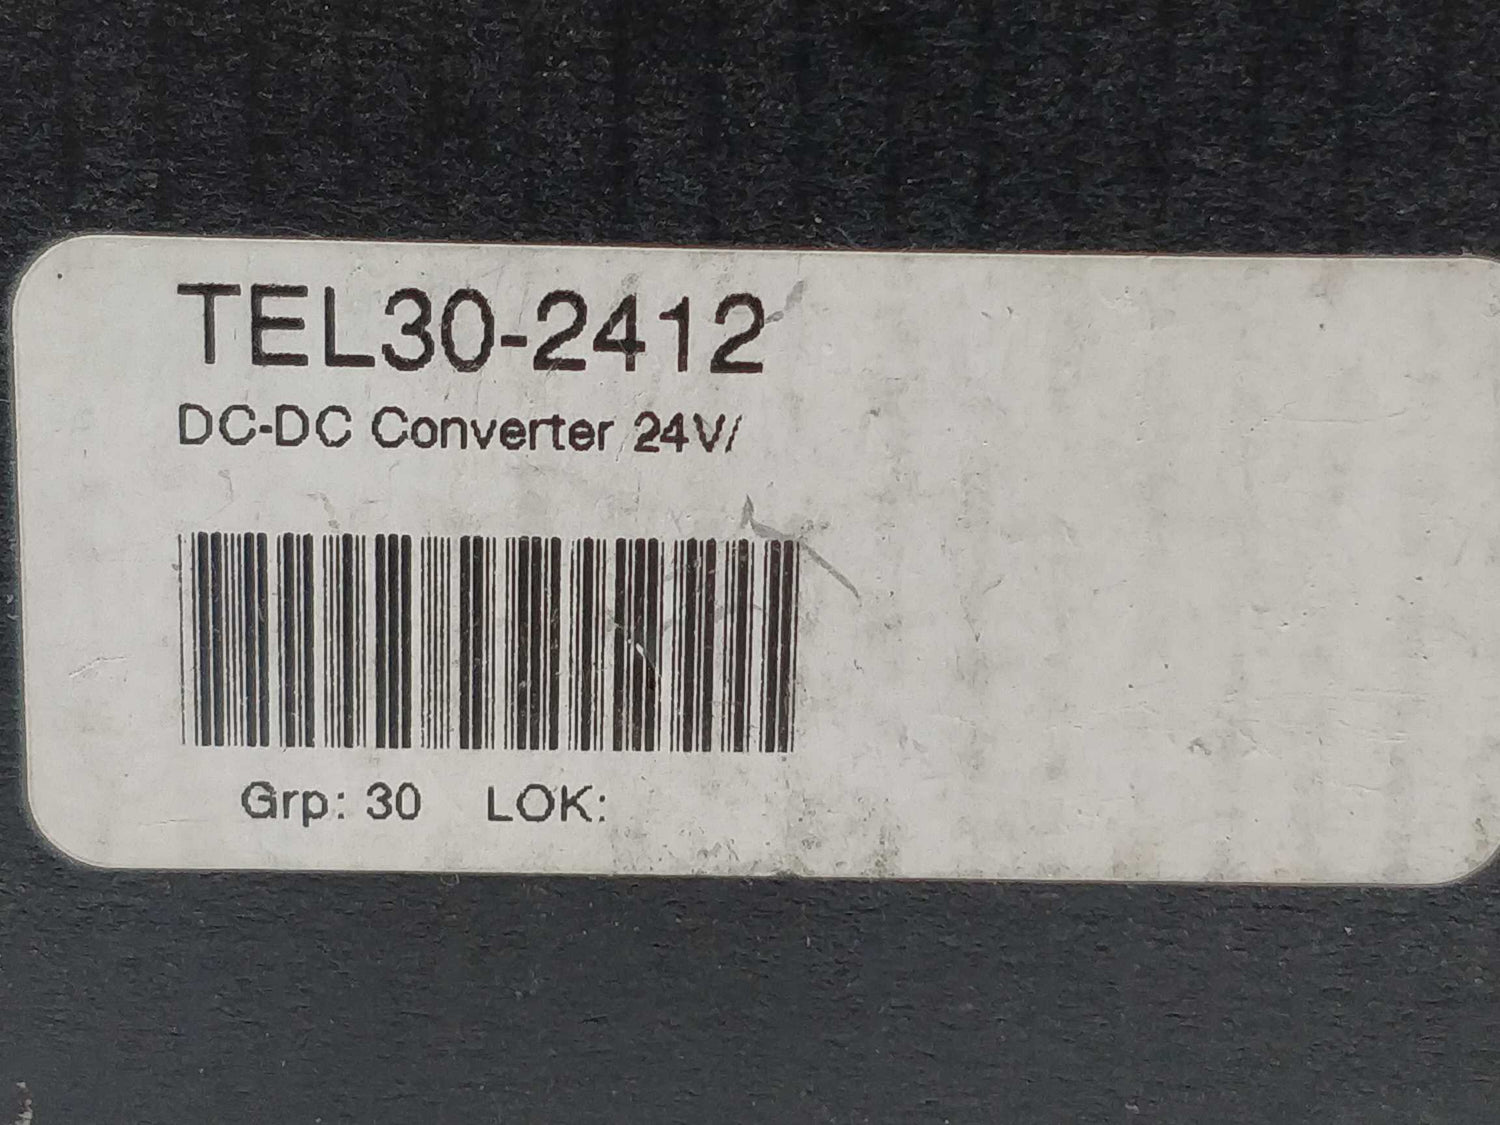 TEL30-2412
DC-DC Converter 24V/
Grp: 30 LOK: